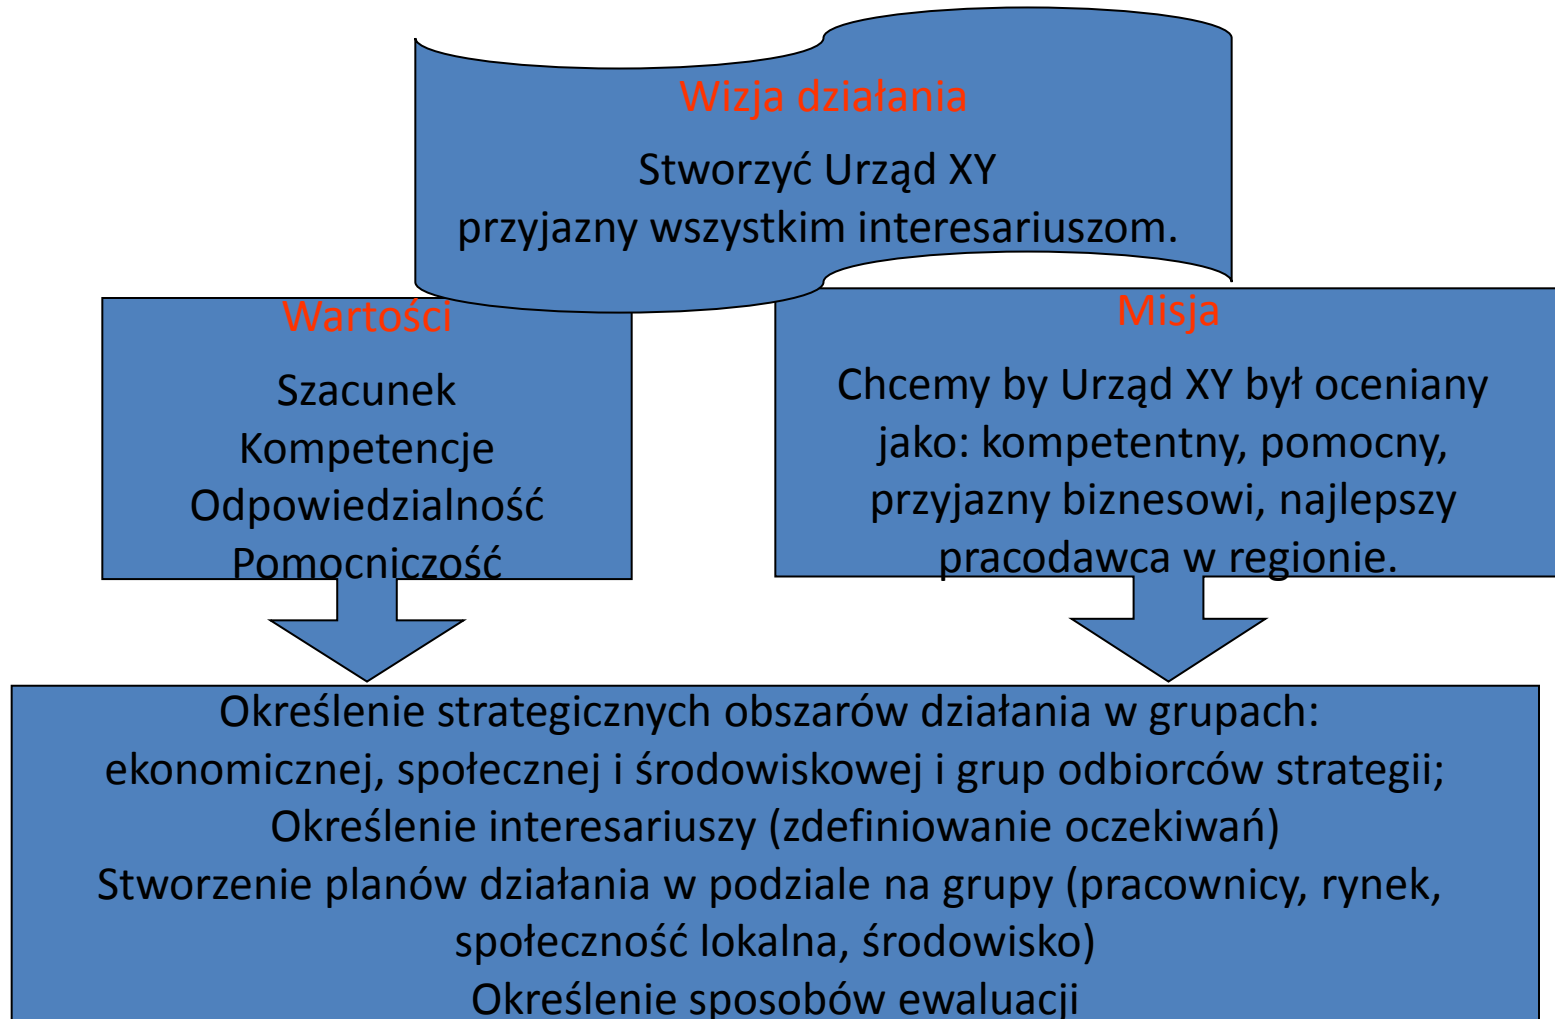 Wizja działania
Stworzyć Urząd XY
przyjazny wszystkim interesariuszom.
Wartości
Szacunek
Kompetencje
Odpowiedzialność
Pomocniczość
Misja
Chcemy by Urząd XY był oceniany
jako: kompetentny, pomocny,
przyjazny biznesowi, najlepszy
pracodawca w regionie.
Określenie strategicznych obszarów działania w grupach:
ekonomicznej, społecznej i środowiskowej i grup odbiorców strategii;
Określenie interesariuszy (zdefiniowanie oczekiwań)
Stworzenie planów działania w podziale na grupy (pracownicy, rynek,
społeczność lokalna, środowisko)
Określenie sposobów ewaluacji